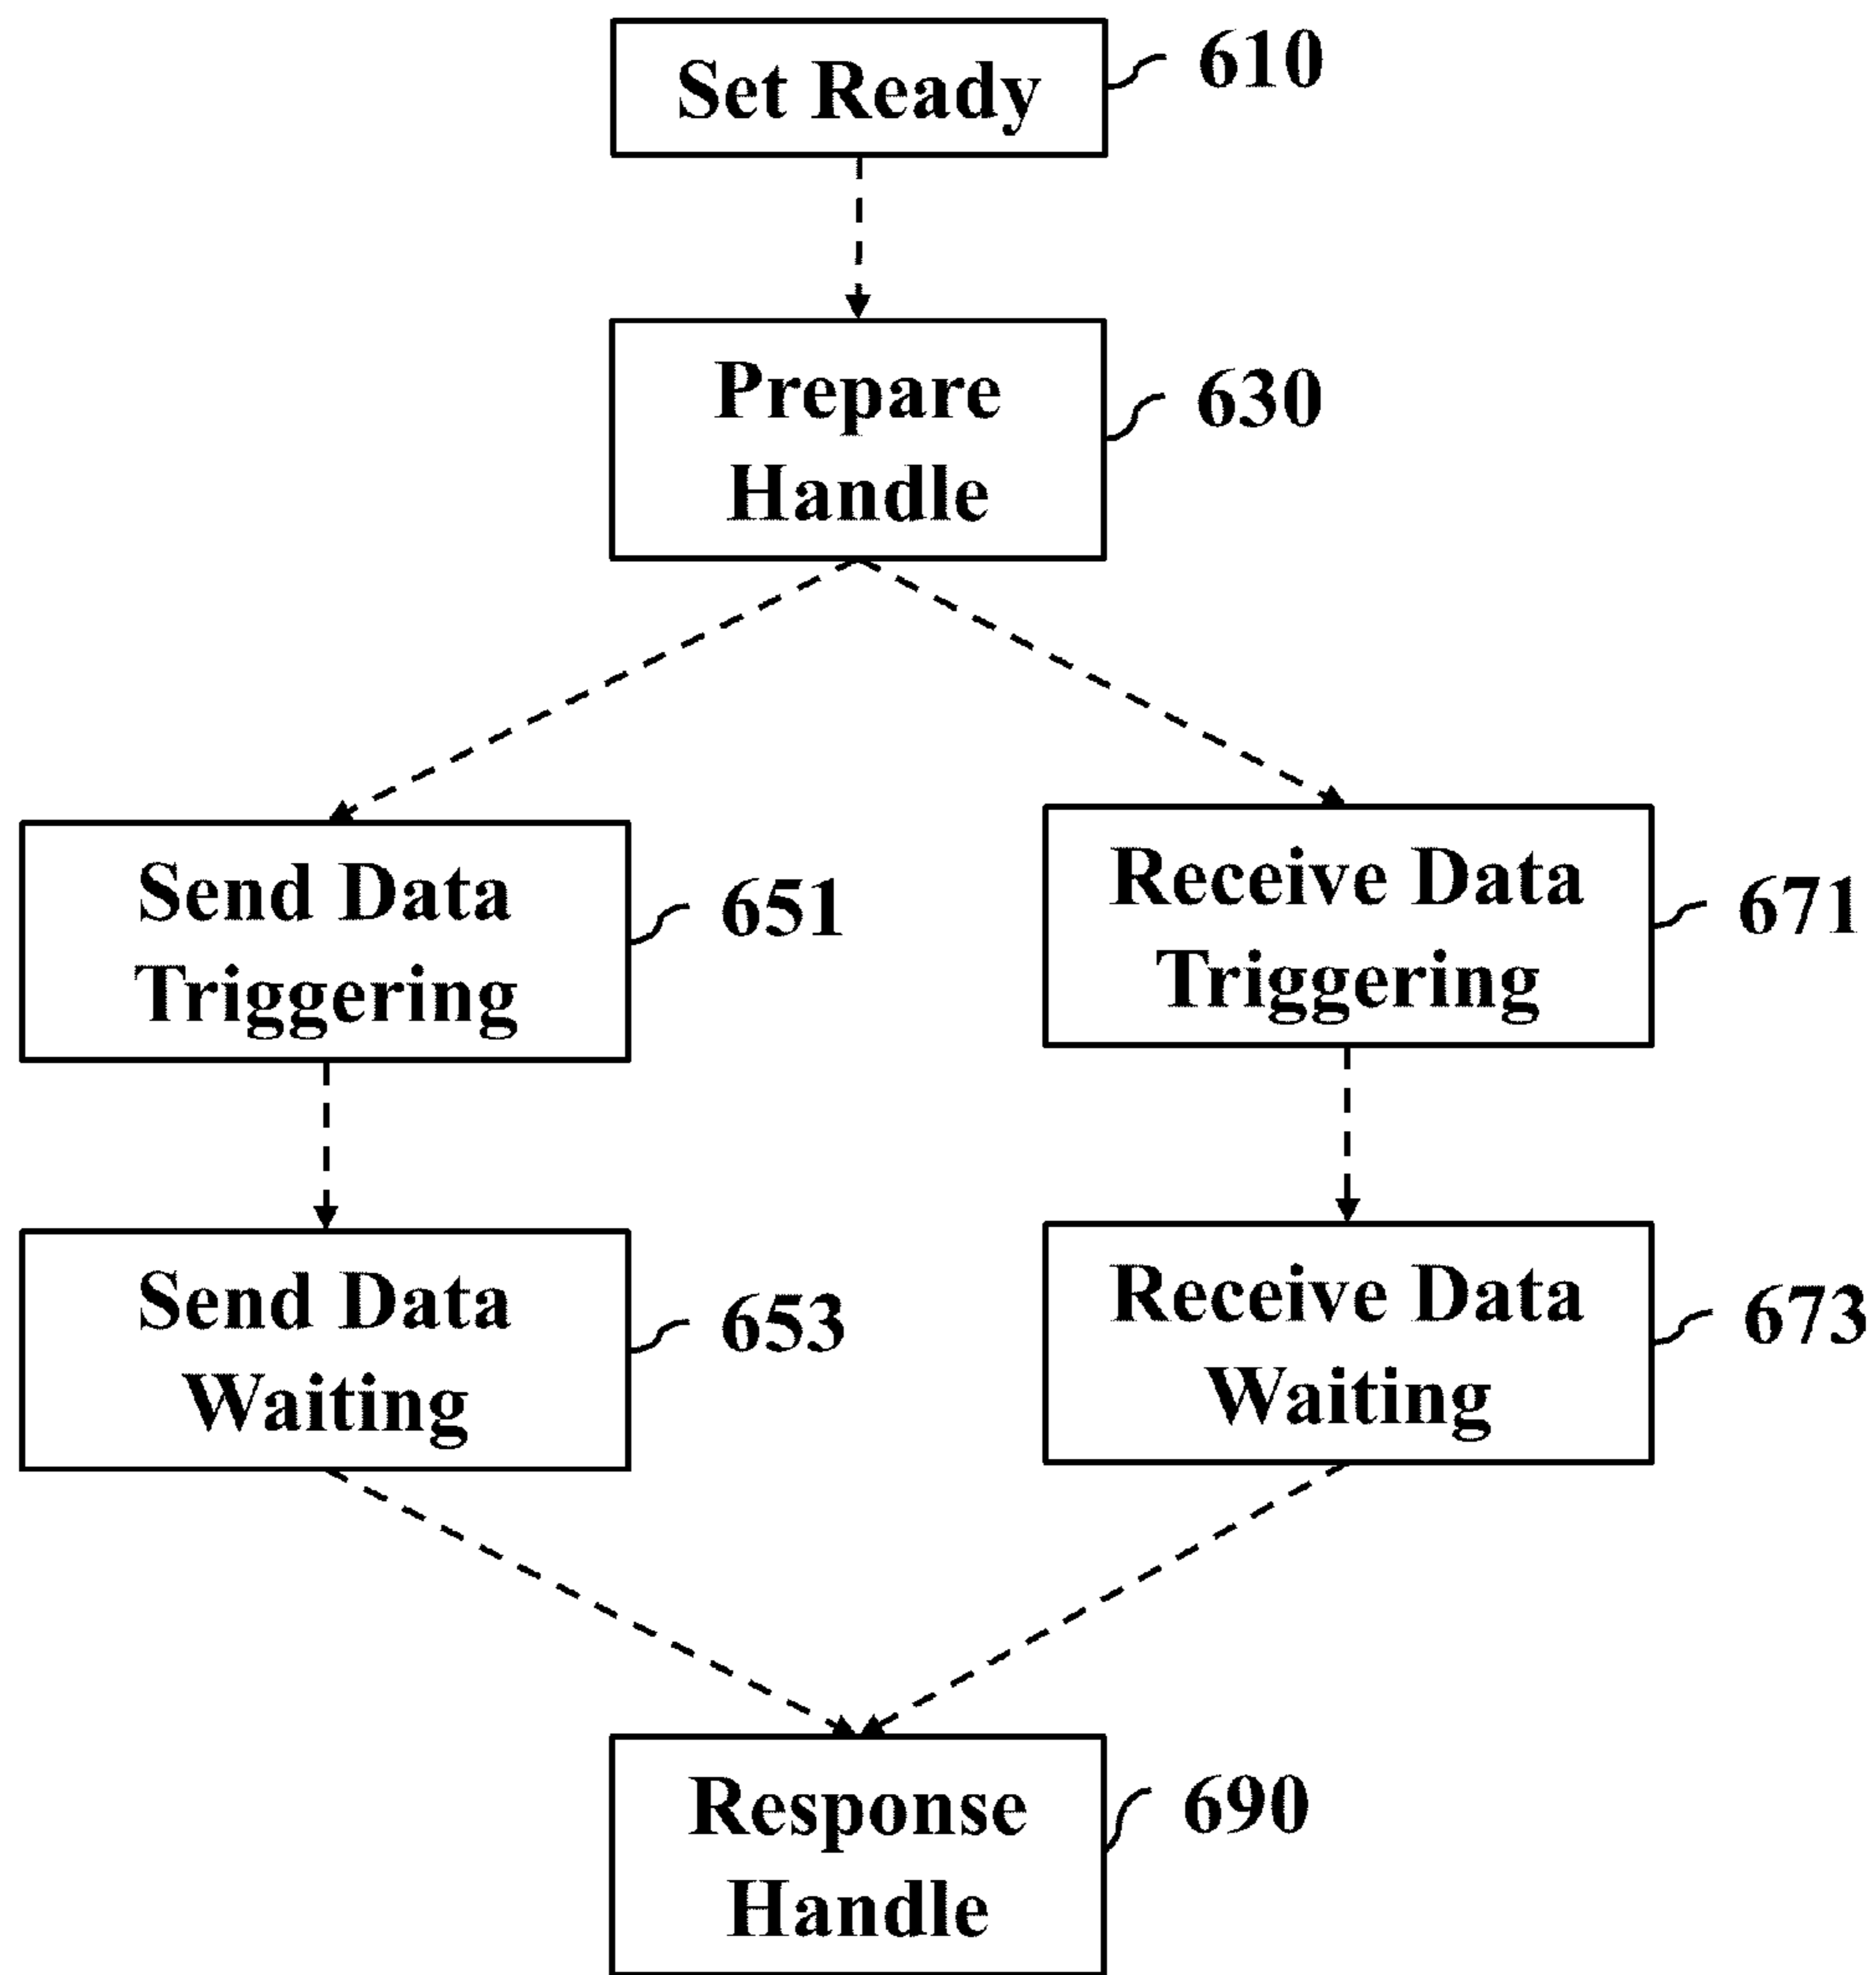 Set Ready
610
Prepare
Handle
630
Send Data
Triggering
651
Receive Data
Triggering
671
Send Data
Waiting
653
Receive Data
Waiting
673
Response
Handle
690